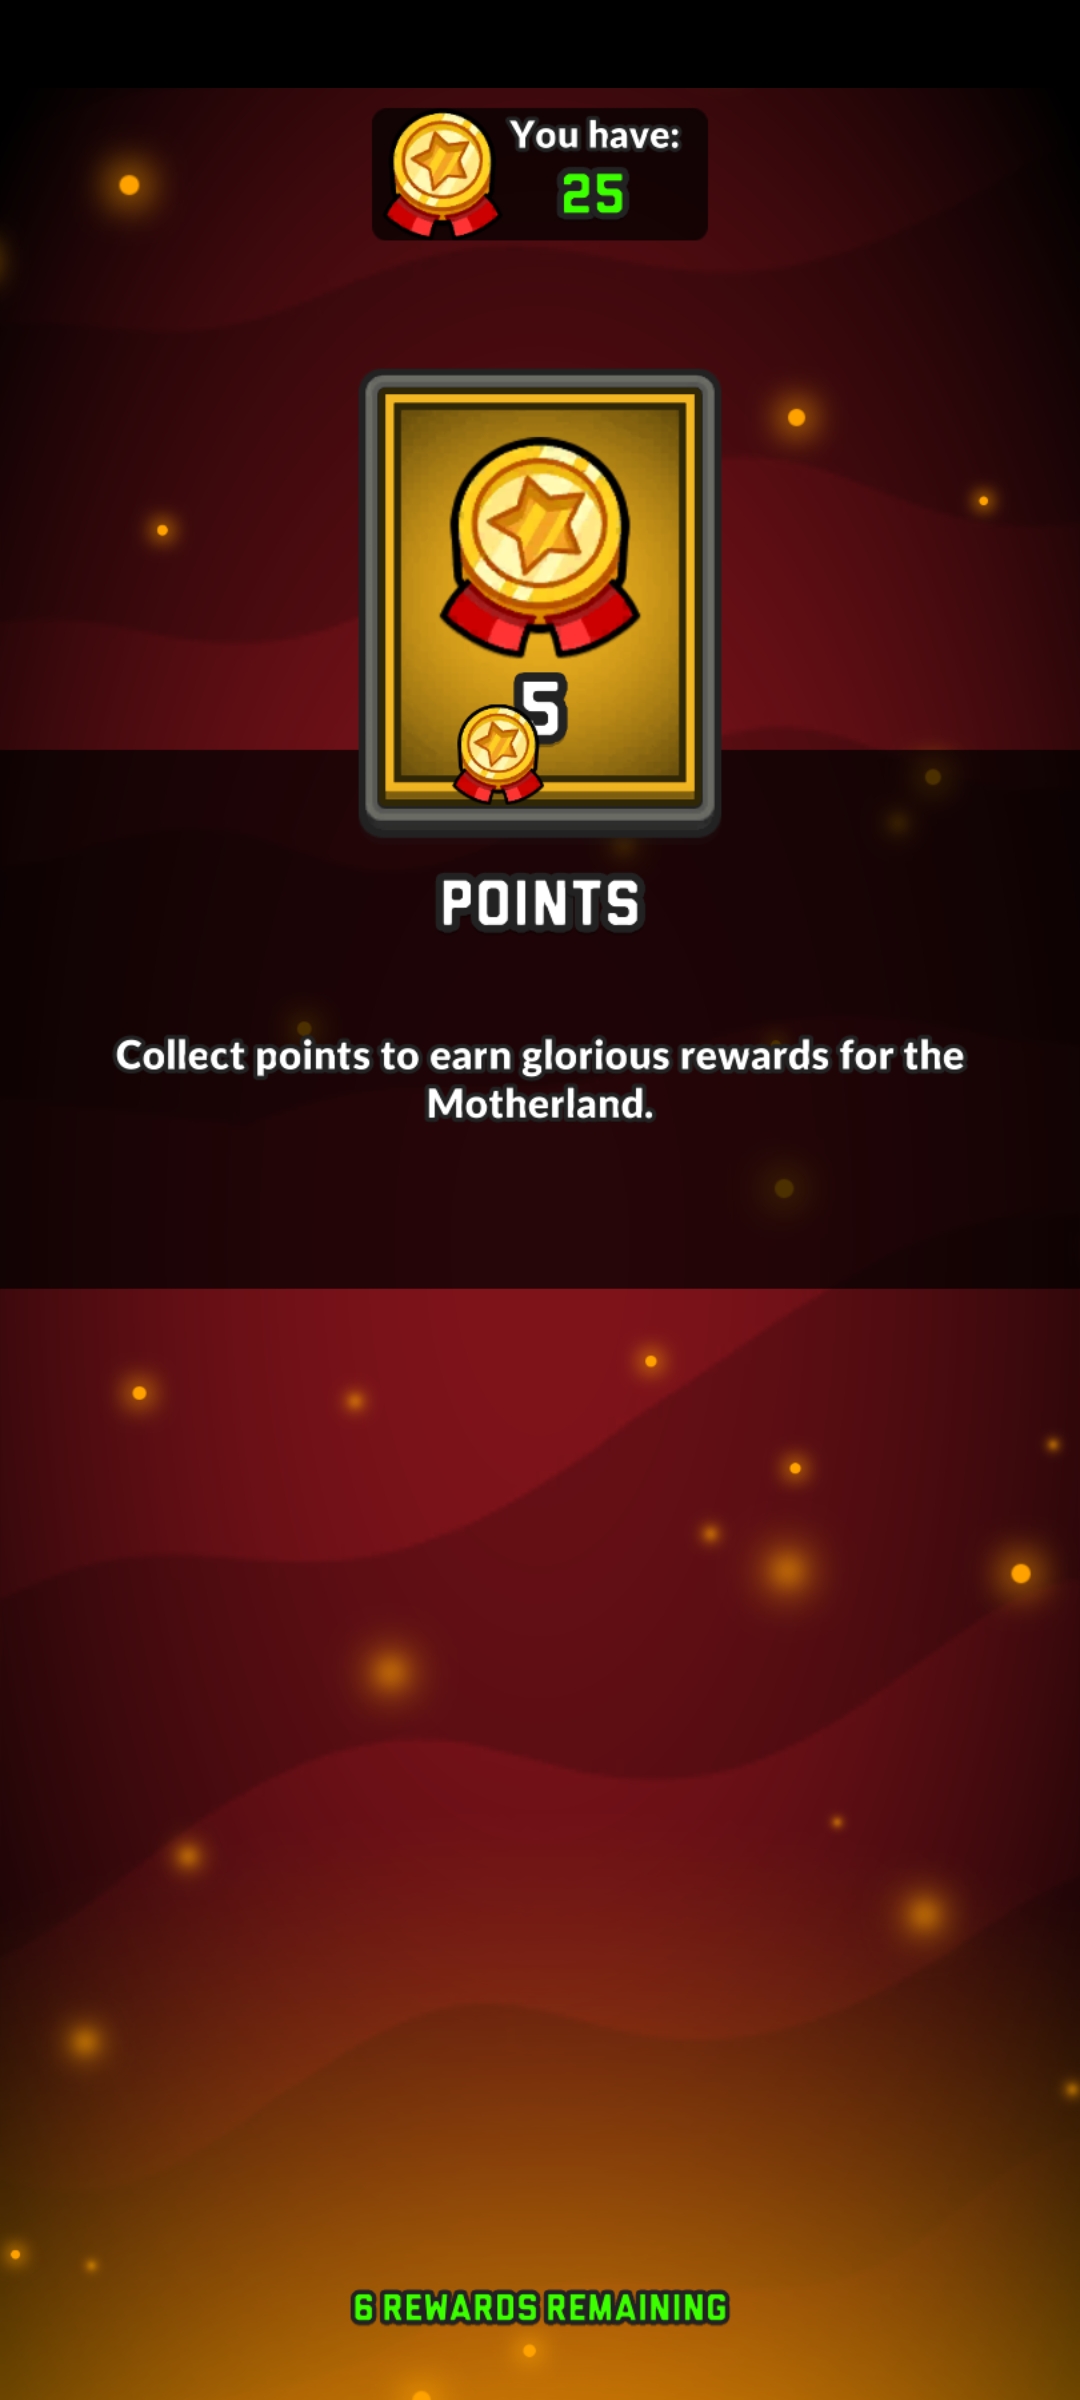 You have:
25
5
POINTS
Collect points to earn glorious rewards for the
Motherland.
6 REWARDS REMAINING